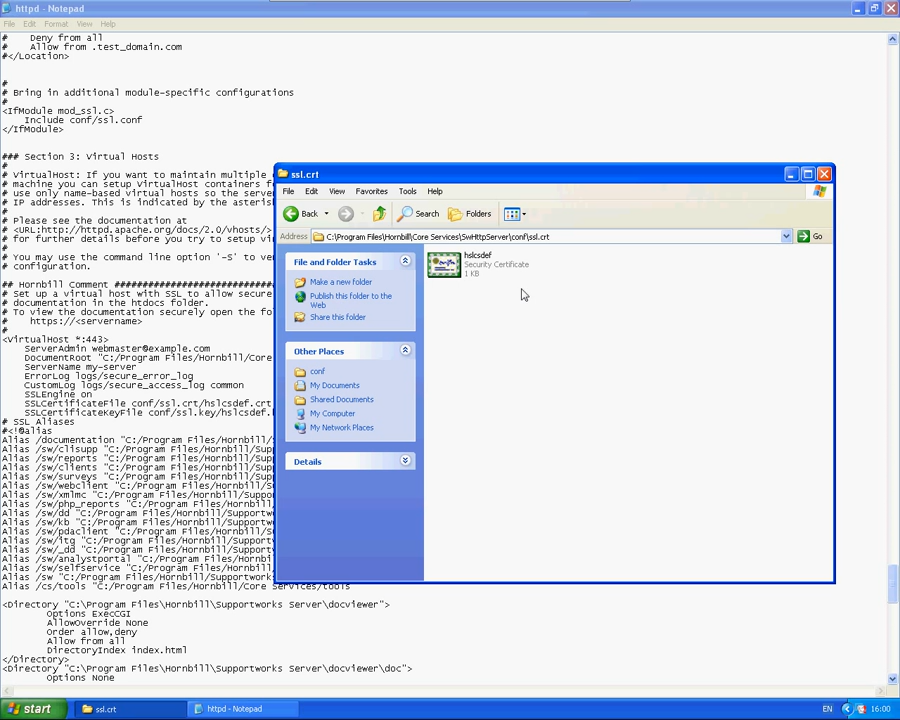 httpd - Notepad
File Edit Format View Help
#    Deny from all
#    Allow from .test_domain.com
#</Location>
#
# Bring in additional module-specific configurations
#
<IfModule mod_ssl.c>
    Include conf/ssl.conf
</IfModule>
### Section 3: Virtual Hosts
#
# VirtualHost: If you want to maintain multiple
# machine you can setup VirtualHost containers f
# use only name-based virtual hosts so the serve
# IP addresses. This is indicated by the asteris
#
# Please see the documentation at
# <URL:http://httpd.apache.org/docs/2.0/vhosts/>
# for further details before you try to setup vi
#
# You may use the command line option '-S' to ve
# configuration.
## Hornbill Comment ########################
# Set up a virtual host with SSL to allow secure
# documentation in the htdocs folder.
# To view the documentation securely open the fo
#     https://<servername>
#
<VirtualHost *:443>
    ServerAdmin webmaster@example.com
    DocumentRoot "C:/Program Files/Hornbill/Core
    ServerName my-server
    ErrorLog logs/secure_error_log
    CustomLog logs/secure_access_log common
    SSLEngine on
    SSLCertificateFile conf/ssl.crt/hslcsdef.crt
    SSLCertificateKeyFile conf/ssl.key/hslcsdef.
# SSL Aliases
#<!@alias
Alias /documentation "C:/Program Files/Hornbill/
Alias /sw/clisupp "C:/Program Files/Hornbill/Sup
Alias /sw/reports "C:/Program Files/Hornbill/Sup
Alias /sw/clients "C:/Program Files/Hornbill/Sup
Alias /sw/surveys "C:/Program Files/Hornbill/Sup
Alias /sw/webclient "C:/Program Files/Hornbill/S
Alias /sw/xmlmc "C:/Program Files/Hornbill/Suppo
Alias /sw/php_reports "C:/Program Files/Hornbill
Alias /sw/dd "C:/Program Files/Hornbill/Supportw
Alias /sw/kb "C:/Program Files/Hornbill/Supportw
Alias /sw/pdaclient "C:/Program Files/Hornbill/S
Alias /sw/itg "C:/Program Files/Hornbill/Support
Alias /sw/_dd "C:/Program Files/Hornbill/Support
Alias /sw/analystportal "C:/Program Files/Hornbi
Alias /sw/selfservice "C:/Program Files/Hornbill
Alias /sw "C:/Program Files/Hornbill/Supportworks
Alias /cs/tools "C:/Program Files/Hornbill/Core Services/tools"
<Directory "C:\Program Files\Hornbill\Supportworks Server\docviewer">
        Options ExecCGI
        AllowOverride None
        Order allow,deny
        Allow from all
        DirectoryIndex index.html
</Directory>
<Directory "C:\Program Files\Hornbill\Supportworks Server\docviewer\doc">
        Options None
ssl.crt
File Edit View Favorites Tools Help
Back Search Folders
Address C:\Program Files\Hornbill\Core Services\SwHttpServer\conf\ssl.crt Go
File and Folder Tasks
Make a new folder
Publish this folder to the
Web
Share this folder
Other Places
conf
My Documents
Shared Documents
My Computer
My Network Places
Details
hslcsdef
Security Certificate
1 KB
start ssl.crt httpd - Notepad EN 16:00